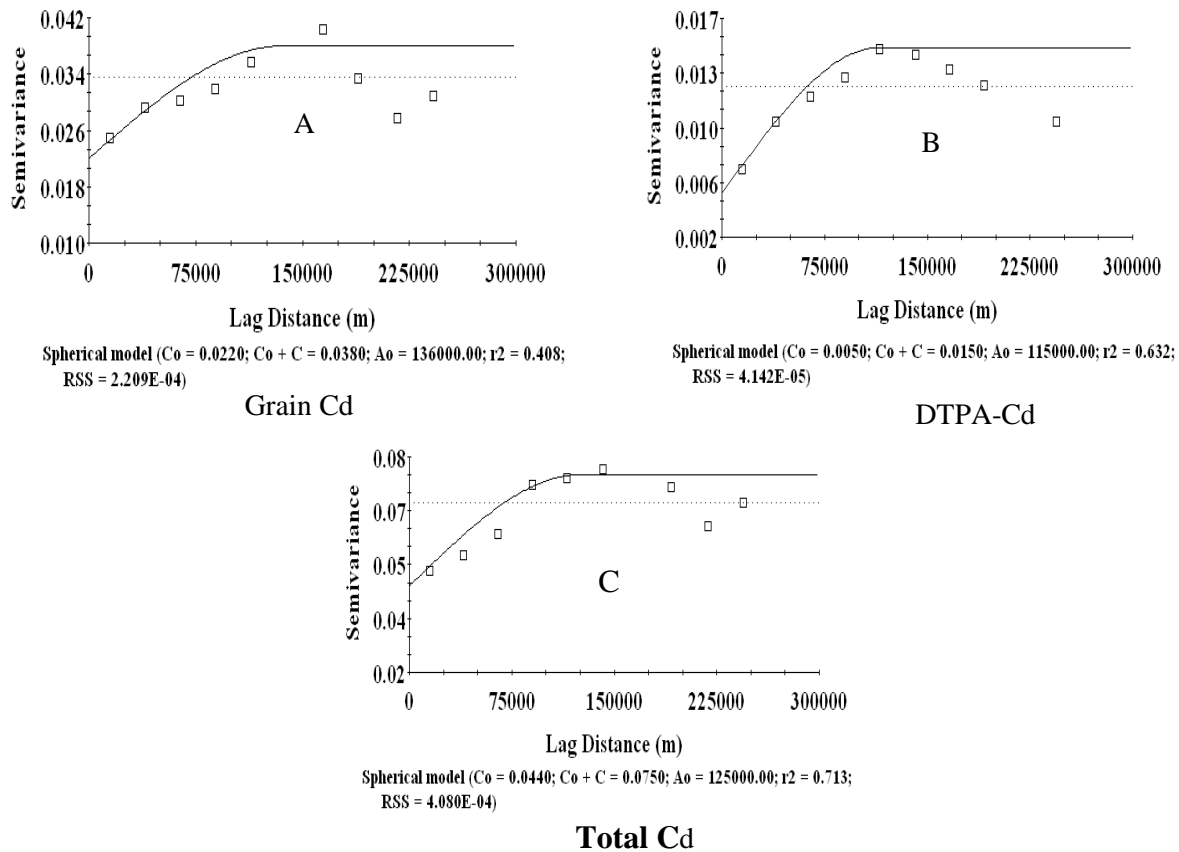 0.042
0.034
0.026
0.018
0.010
Semivariance
A
0
75000
150000
225000
300000
Lag Distance (m)
Spherical model (Co = 0.0220; Co + C = 0.0380; Ao = 136000.00; r2 = 0.408;
RSS = 2.209E-04)
Grain Cd
0.017
0.013
0.010
0.006
0.002
Semivariance
B
0
75000
150000
225000
300000
Lag Distance (m)
Spherical model (Co = 0.0050; Co + C = 0.0150; Ao = 115000.00; r2 = 0.632;
RSS = 4.142E-05)
DTPA-Cd
0.08
0.07
0.05
0.04
0.02
Semivariance
C
0
75000
150000
225000
300000
Lag Distance (m)
Spherical model (Co = 0.0440; Co + C = 0.0750; Ao = 125000.00; r2 = 0.713;
RSS = 4.080E-04)
Total Cd